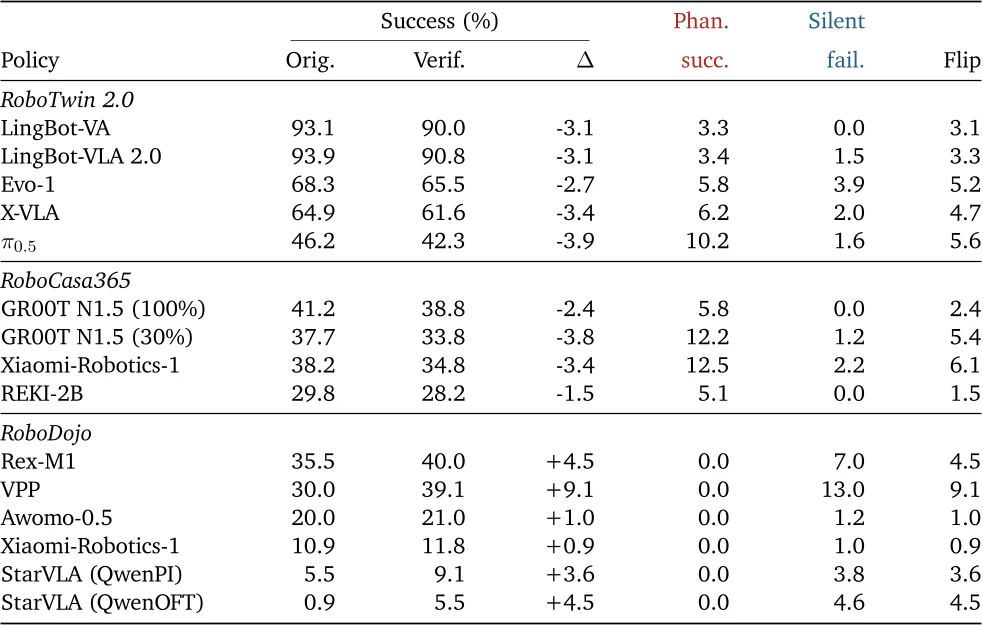 Success (%) Phan. Silent
Policy Orig. Verif. Δ succ. fail. Flip
RoboTwin 2.0
LingBot-VA 93.1 90.0 -3.1 3.3 0.0 3.1
LingBot-VLA 2.0 93.9 90.8 -3.1 3.4 1.5 3.3
Evo-1 68.3 65.5 -2.7 5.8 3.9 5.2
X-VLA 64.9 61.6 -3.4 6.2 2.0 4.7
π0.5 46.2 42.3 -3.9 10.2 1.6 5.6
RoboCasa365
GR00T N1.5 (100%) 41.2 38.8 -2.4 5.8 0.0 2.4
GR00T N1.5 (30%) 37.7 33.8 -3.8 12.2 1.2 5.4
Xiaomi-Robotics-1 38.2 34.8 -3.4 12.5 2.2 6.1
REKI-2B 29.8 28.2 -1.5 5.1 0.0 1.5
RoboDojo
Rex-M1 35.5 40.0 +4.5 0.0 7.0 4.5
VPP 30.0 39.1 +9.1 0.0 13.0 9.1
Awomo-0.5 20.0 21.0 +1.0 0.0 1.2 1.0
Xiaomi-Robotics-1 10.9 11.8 +0.9 0.0 1.0 0.9
StarVLA (QwenPI) 5.5 9.1 +3.6 0.0 3.8 3.6
StarVLA (QwenOFT) 0.9 5.5 +4.5 0.0 4.6 4.5